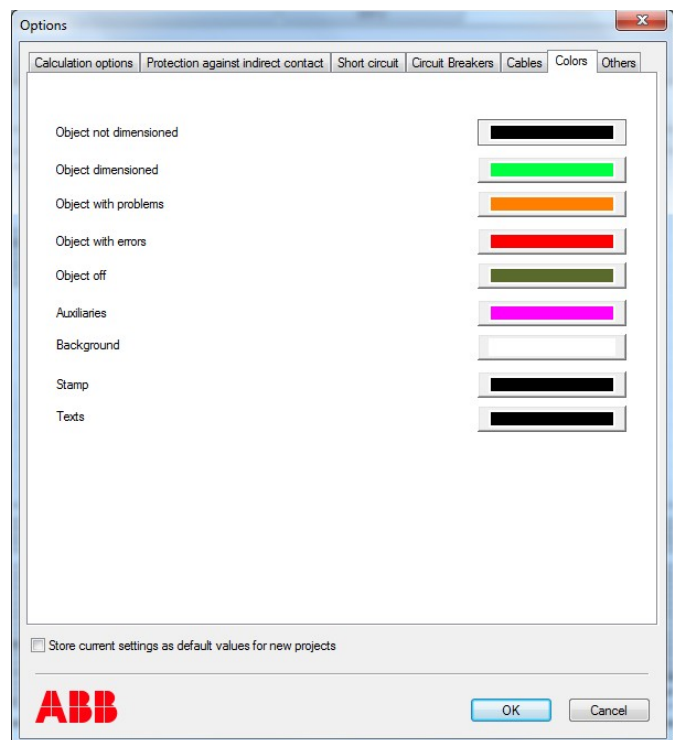 Options
Calculation options Protection against indirect contact Short circuit Circuit Breakers Cables Colors Others
Object not dimensioned
Object dimensioned
Object with problems
Object with errors
Object off
Auxiliaries
Background
Stamp
Texts
Store current settings as default values for new projects
ABB
OK Cancel